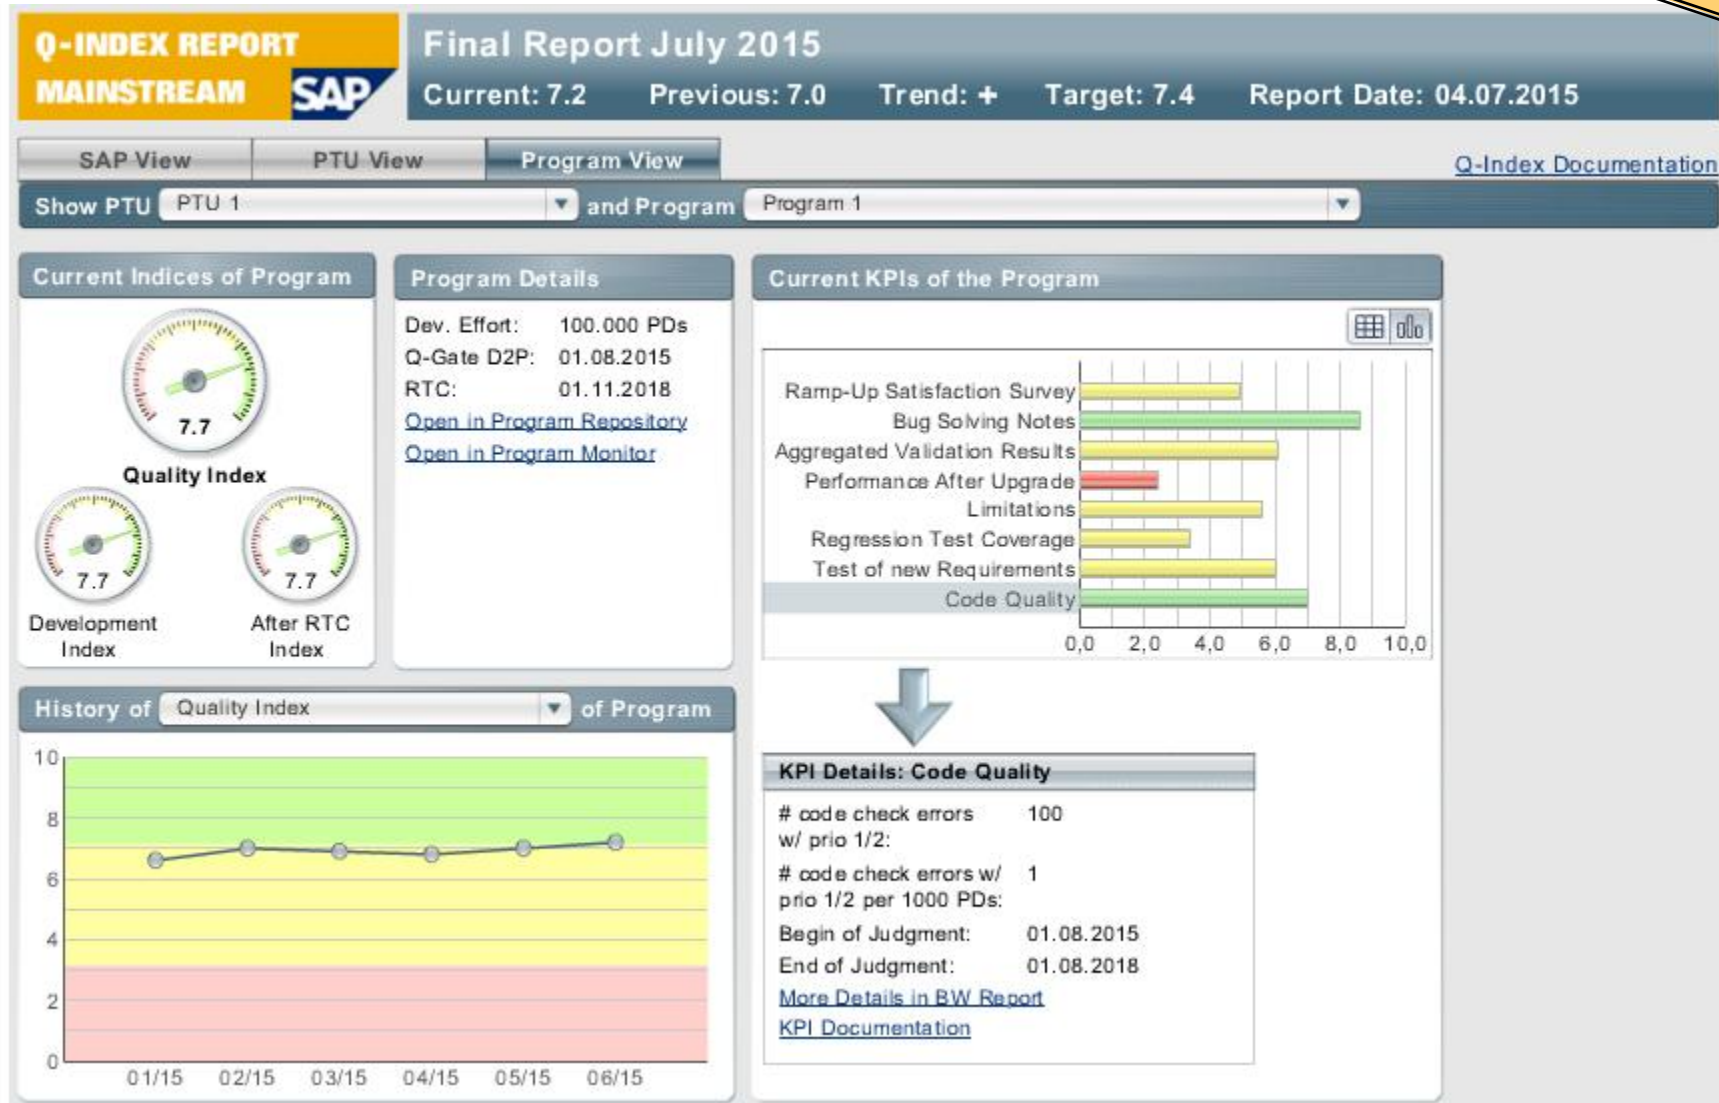 Q-INDEX REPORT
MAINSTREAM SAP
Final Report July 2015
Current: 7.2 Previous: 7.0 Trend: + Target: 7.4 Report Date: 04.07.2015
SAP View PTU View Program View
Q-Index Documentation
Show PTU PTU 1 and Program Program 1
Current Indices of Program
7.7
Quality Index
7.7 7.7
Development After RTC
Index Index
Program Details
Dev. Effort: 100.000 PDs
Q-Gate D2P: 01.08.2015
RTC: 01.11.2018
Open in Program Repository
Open in Program Monitor
Current KPIs of the Program
Ramp-Up Satisfaction Survey
Bug Solving Notes
Aggregated Validation Results
Performance After Upgrade
Limitations
Regression Test Coverage
Test of new Requirements
Code Quality
0,0 2,0 4,0 6,0 8,0 10,0
History of Quality Index of Program
10
8
6
4
2
0
01/15 02/15 03/15 04/15 05/15 06/15
KPI Details: Code Quality
# code check errors 100
w/ prio 1/2:
# code check errors w/ 1
prio 1/2 per 1000 PDs:
Begin of Judgment: 01.08.2015
End of Judgment: 01.08.2018
More Details in BW Report
KPI Documentation